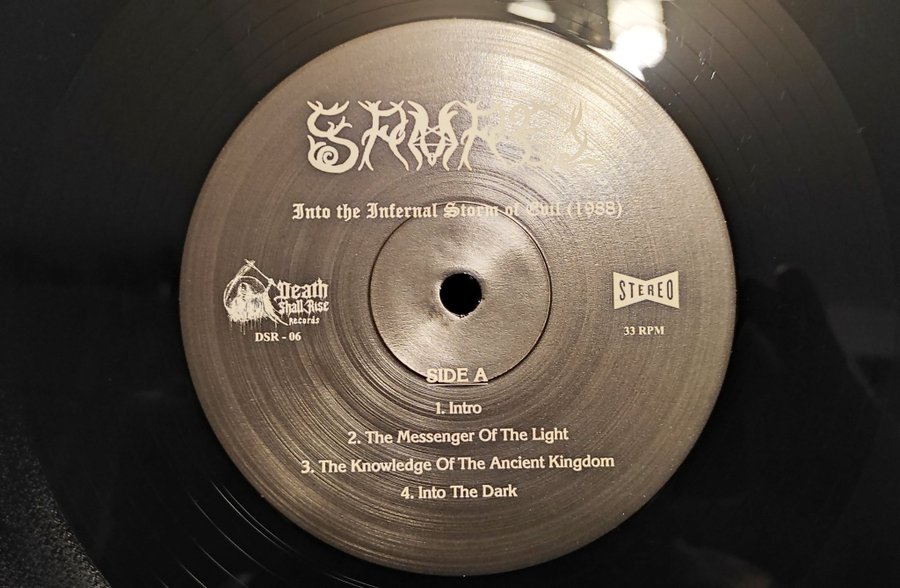 SAMAEL
Into the Infernal Storm of Evil (1988)
Death
Shall Rise
records
DSR - 06
STEREO
33 RPM
SIDE A
1. Intro
2. The Messenger Of The Light
3. The Knowledge Of The Ancient Kingdom
4. Into The Dark